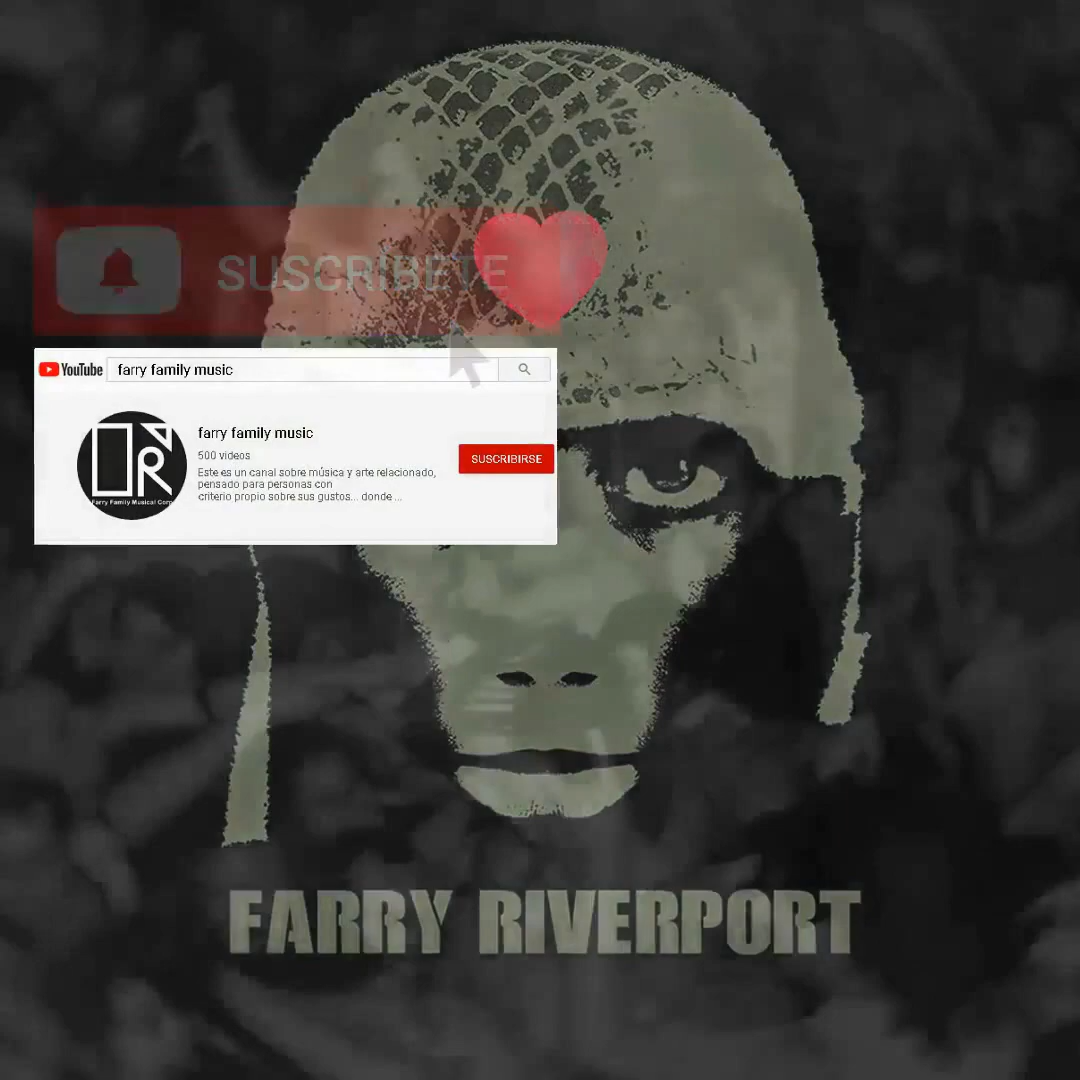 SUSCRÍBETE
YouTube farry family music
farry family music
500 videos
Este es un canal sobre música y arte relacionado,
pensado para personas con
criterio propio sobre sus gustos... donde ...
SUSCRIBIRSE
Farry Family Musical Com
FARRY RIVERPORT